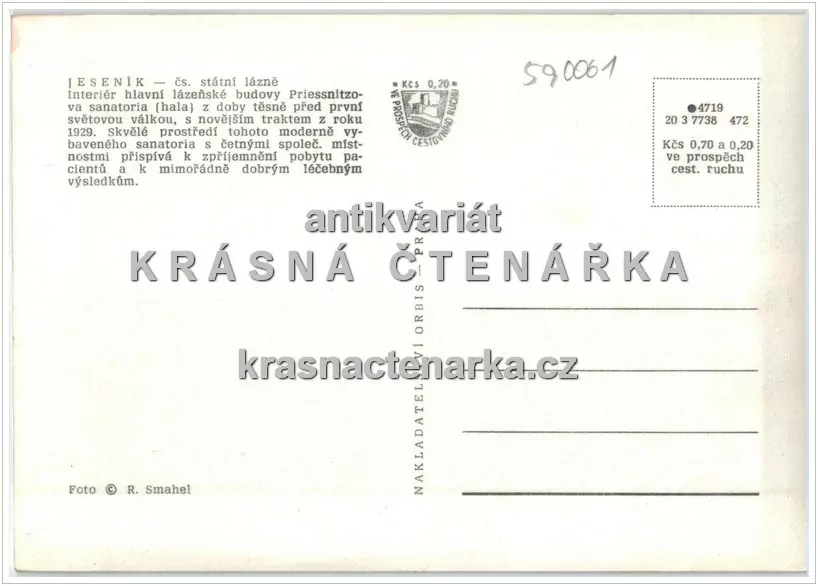 JESENÍK — čs. státní lázně
Interiér hlavní lázeňské budovy Priessnitzo-
va sanatoria (hala) z doby těsně před první
světovou válkou, s novějším traktem z roku
1929. Skvělé prostředí tohoto moderně vy-
baveného sanatoria s četnými společ. míst-
nostmi přispívá k zpříjemnění pobytu pa-
cientů a k mimořádně dobrým léčebným
výsledkům.
Kčs 0,20
VE PROSPĚCH CESTOVNÍHO RUCHU
590061
4719
20 3 7738 472
Kčs 0,70 a 0,20
ve prospěch
cest. ruchu
antikvariát
KRÁSNÁ ČTENÁŘKA
krasnactenarka.cz
NAKLADATELSTVÍ ORBIS — PRAHA
Foto © R. Smahel